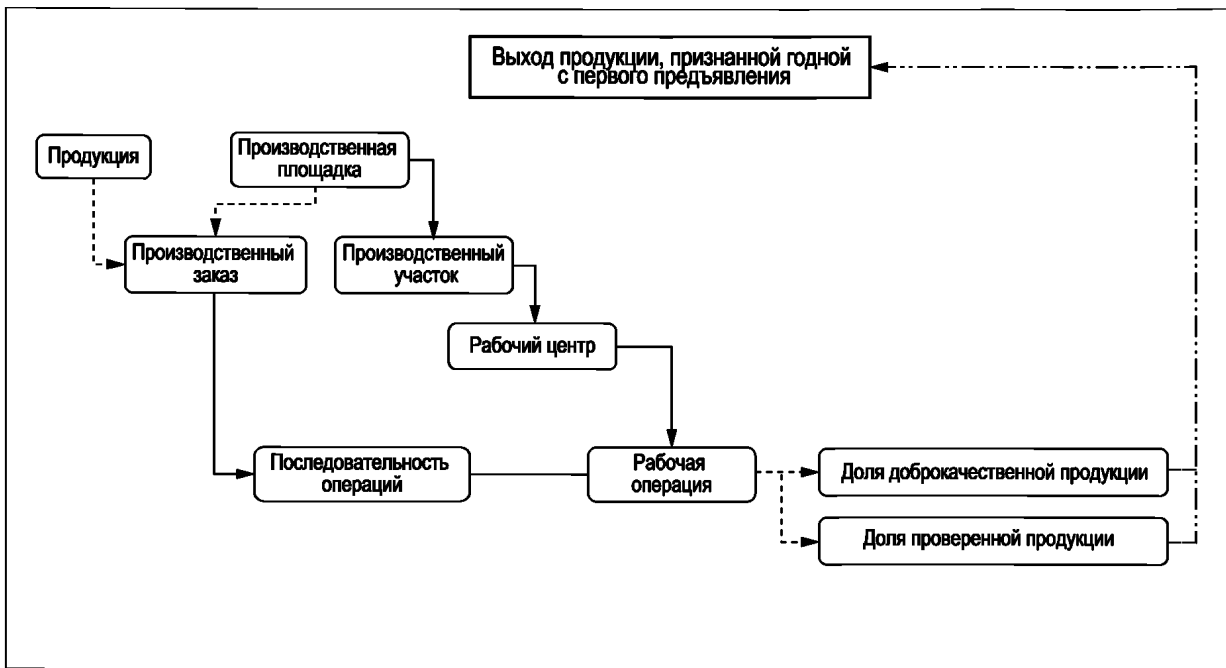 Выход продукции, признанной годной
с первого предъявления
Продукция
Производственная
площадка
Производственный
заказ
Производственный
участок
Рабочий центр
Последовательность
операций
Рабочая
операция
Доля доброкачественной продукции
Доля проверенной продукции